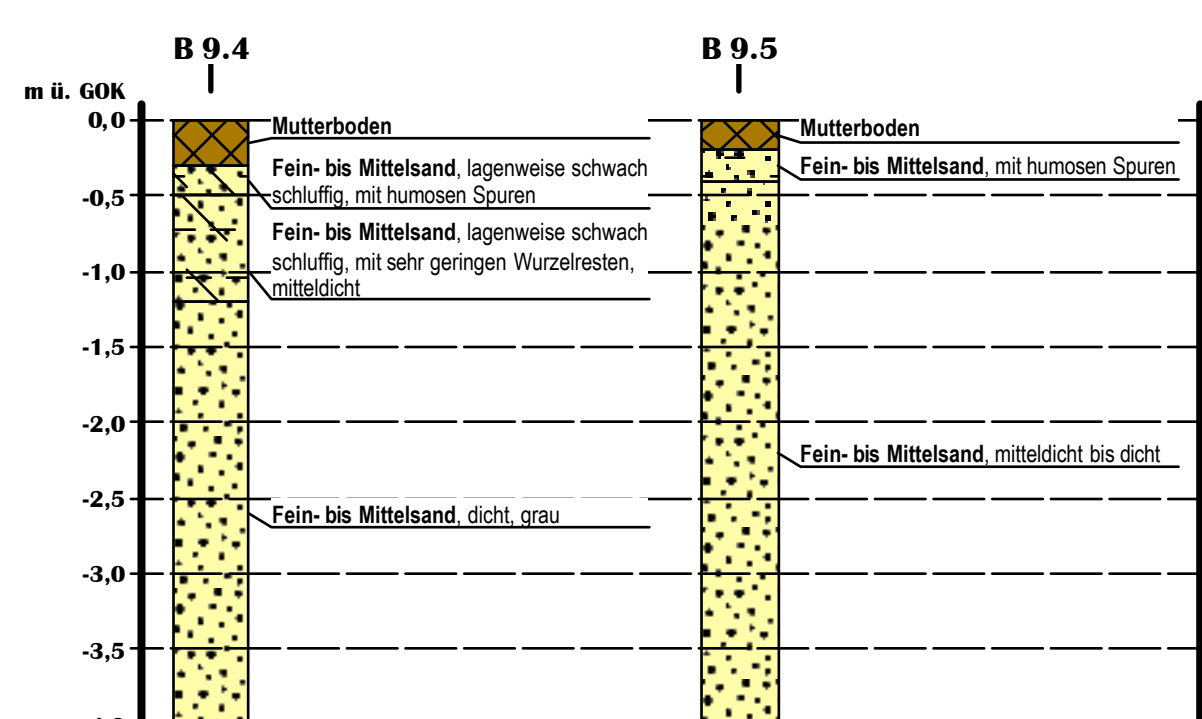 B 9.4
B 9.5
m ü. GOK
0,0
Mutterboden
Fein- bis Mittelsand, lagenweise schwach
schluffig, mit humosen Spuren
Fein- bis Mittelsand, lagenweise schwach
schluffig, mit sehr geringen Wurzelresten,
mitteldicht
Fein- bis Mittelsand, dicht, grau
Mutterboden
Fein- bis Mittelsand, mit humosen Spuren
Fein- bis Mittelsand, mitteldicht bis dicht
-0,5
-1,0
-1,5
-2,0
-2,5
-3,0
-3,5